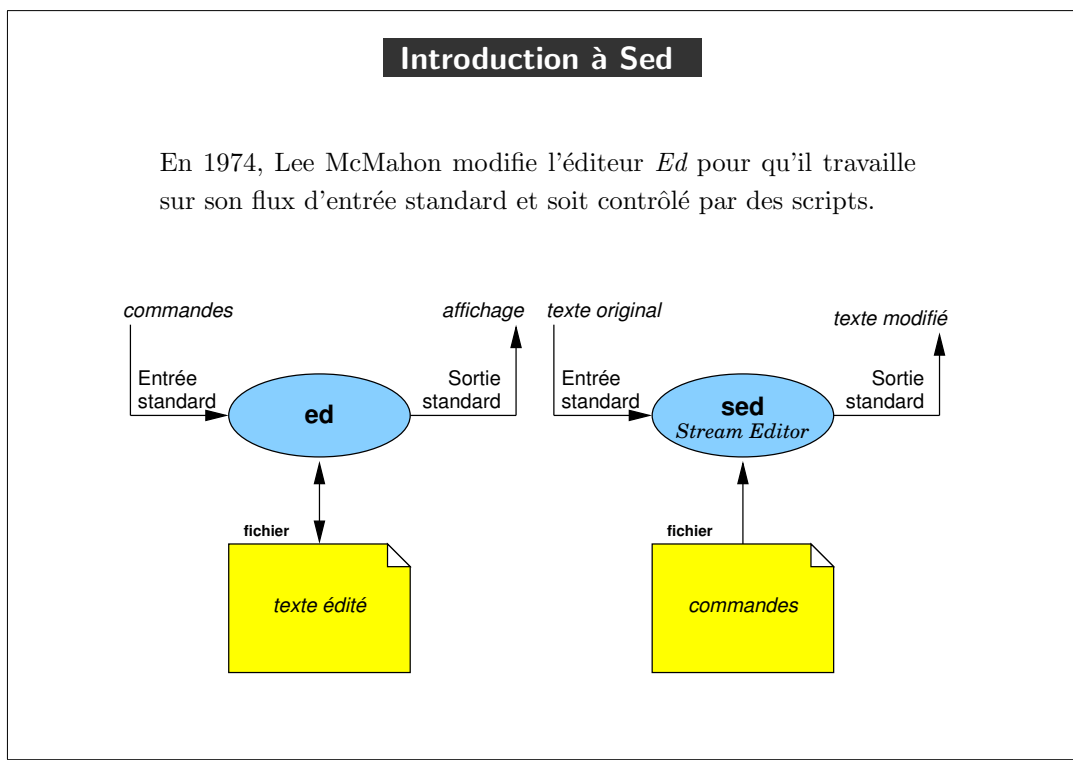 Introduction à Sed
En 1974, Lee McMahon modifie l'éditeur Ed pour qu'il travaille
sur son flux d'entrée standard et soit contrôlé par des scripts.
commandes
affichage
Entrée
standard
Sortie
standard
ed
fichier
texte édité
texte original
texte modifié
Entrée
standard
Sortie
standard
sed
Stream Editor
fichier
commandes